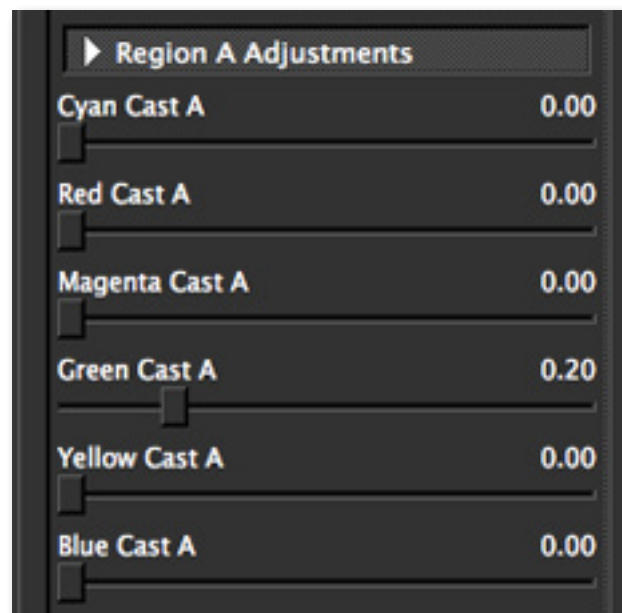 Region A Adjustments
Cyan Cast A 0.00
Red Cast A 0.00
Magenta Cast A 0.00
Green Cast A 0.20
Yellow Cast A 0.00
Blue Cast A 0.00